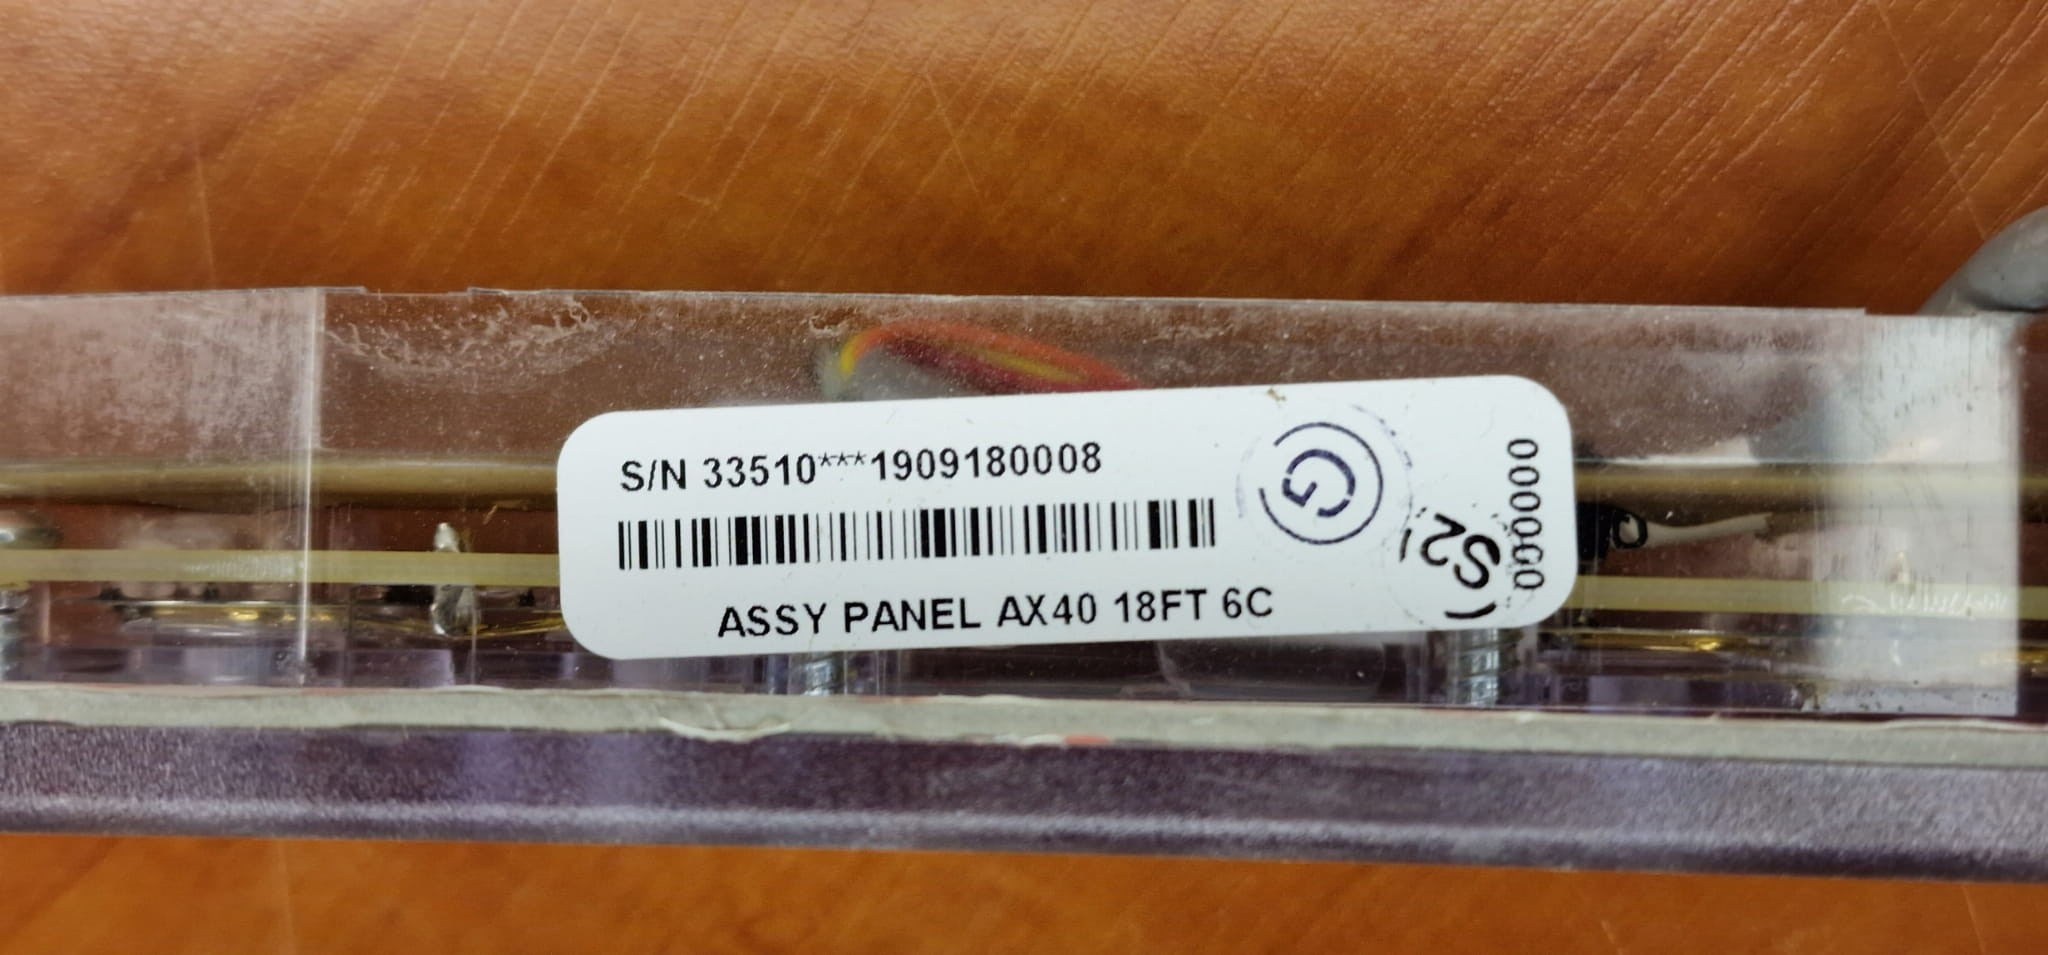 S/N 33510***1909180008
ASSY PANEL AX40 18FT 6C
G
S2
000000